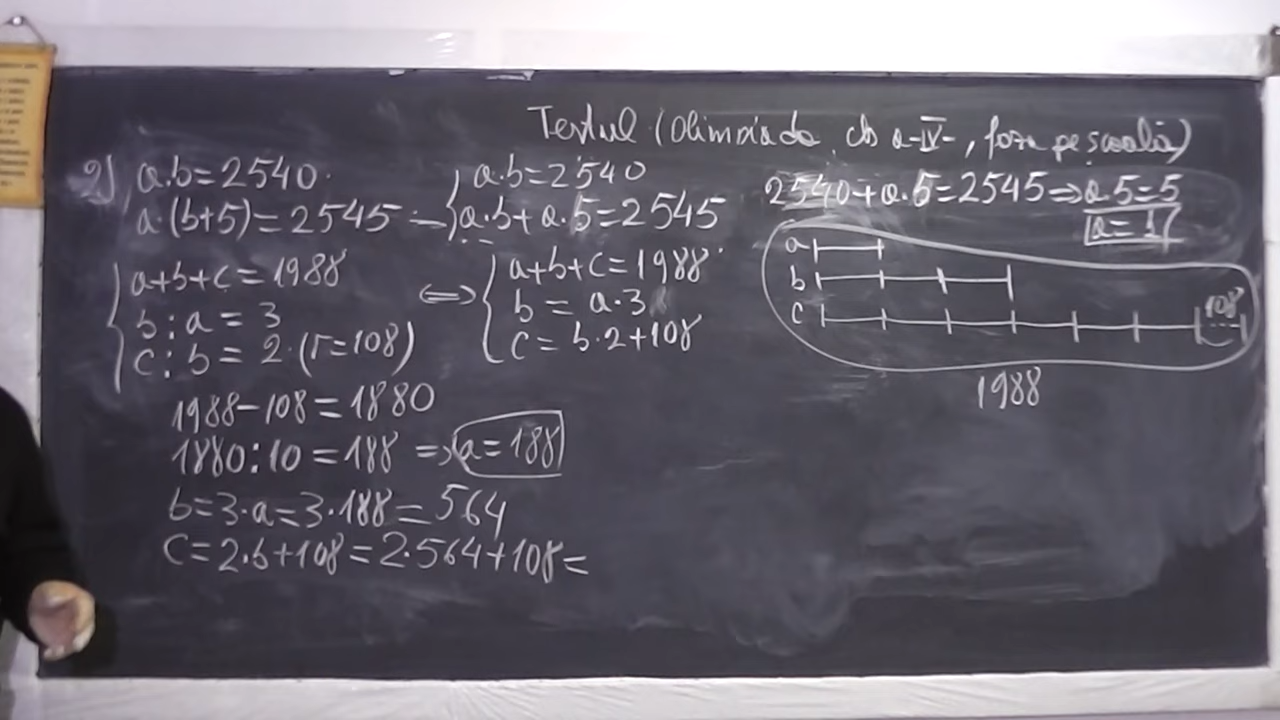 Testul (Olimpiada, cls a-IV-, faza pe școală)
2) a·b=2540
a·(b+5)=2545
a·b=2540
a·b+a·5=2545
2540+a·5=2545⇒a·5=5
a=1
a+b+c=1988
b:a=3
c:b=2·(r=108)
⇔
a+b+c=1988
b=a·3
c=b·2+108
a
b
c
108
1988
1988-108=1880
1880:10=188 ⇒ a=188
b=3·a=3·188=564
c=2·b+108=2·564+108=